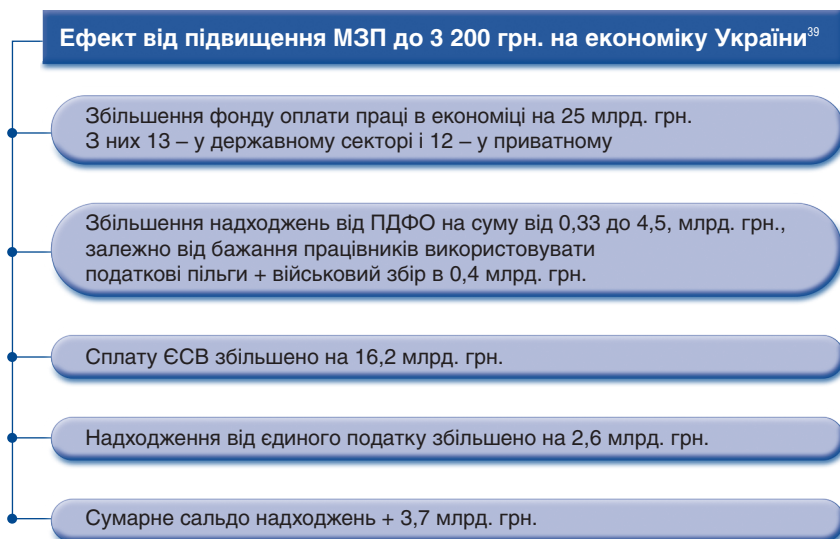 Ефект від підвищення МЗП до 3 200 грн. на економіку України³⁹
Збільшення фонду оплати праці в економіці на 25 млрд. грн.
З них 13 – у державному секторі і 12 – у приватному
Збільшення надходжень від ПДФО на суму від 0,33 до 4,5, млрд. грн.,
залежно від бажання працівників використовувати
податкові пільги + військовий збір в 0,4 млрд. грн.
Сплату ЄСВ збільшено на 16,2 млрд. грн.
Надходження від єдиного податку збільшено на 2,6 млрд. грн.
Сумарне сальдо надходжень + 3,7 млрд. грн.